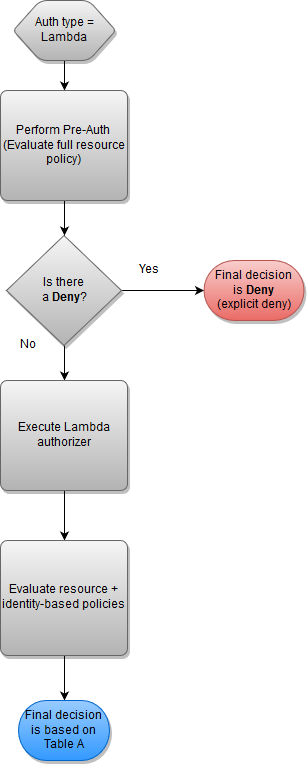 Auth type =
Lambda
Perform Pre-Auth
(Evaluate full resource
policy)
Is there
a Deny?
Yes
Final decision
is Deny
(explicit deny)
No
Execute Lambda
authorizer
Evaluate resource +
identity-based policies
Final decision
is based on
Table A